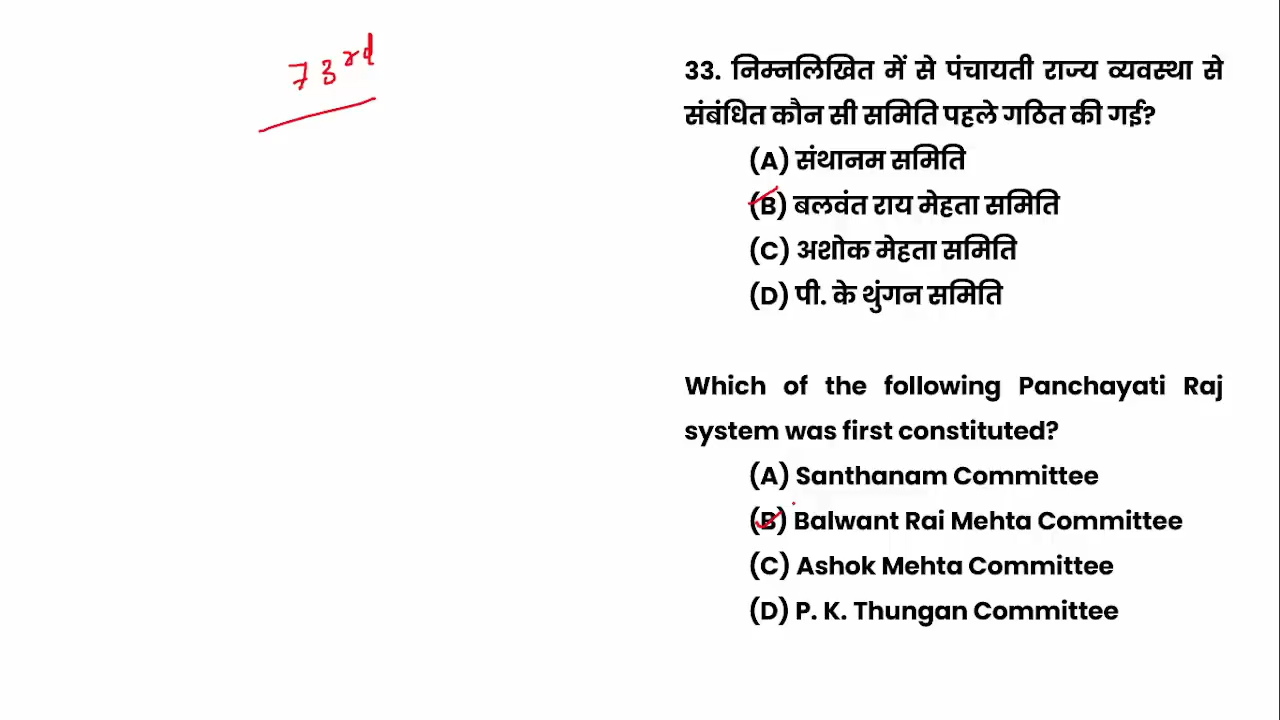 73rd
33. निम्नलिखित में से पंचायती राज्य व्यवस्था से
संबंधित कौन सी समिति पहले गठित की गई?
(A) संथानम समिति
(B) बलवंत राय मेहता समिति
(C) अशोक मेहता समिति
(D) पी. के थुंगन समिति
Which of the following Panchayati Raj
system was first constituted?
(A) Santhanam Committee
(B) Balwant Rai Mehta Committee
(C) Ashok Mehta Committee
(D) P. K. Thungan Committee